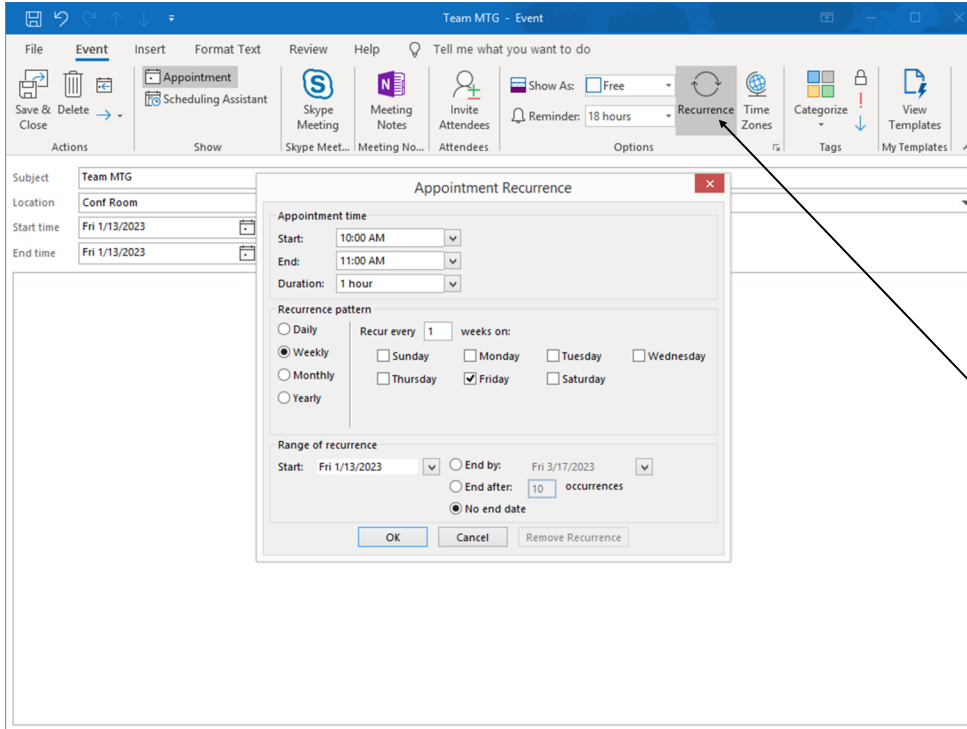 Team MTG - Event
File Event Insert Format Text Review Help Tell me what you want to do
Save & Close
Delete
Appointment
Scheduling Assistant
Skype Meeting
Meeting Notes
Invite Attendees
Show As: Free
Reminder: 18 hours
Recurrence
Time Zones
Categorize
View Templates
Actions Show Skype Meet... Meeting No... Attendees Options Tags My Templates
Subject Team MTG
Location Conf Room
Start time Fri 1/13/2023
End time Fri 1/13/2023
Appointment Recurrence
Appointment time
Start: 10:00 AM
End: 11:00 AM
Duration: 1 hour
Recurrence pattern
Daily Recur every 1 weeks on:
Weekly Sunday Monday Tuesday Wednesday
Monthly Thursday Friday Saturday
Yearly
Range of recurrence
Start: Fri 1/13/2023 End by: Fri 3/17/2023
End after: 10 occurrences
No end date
OK Cancel Remove Recurrence